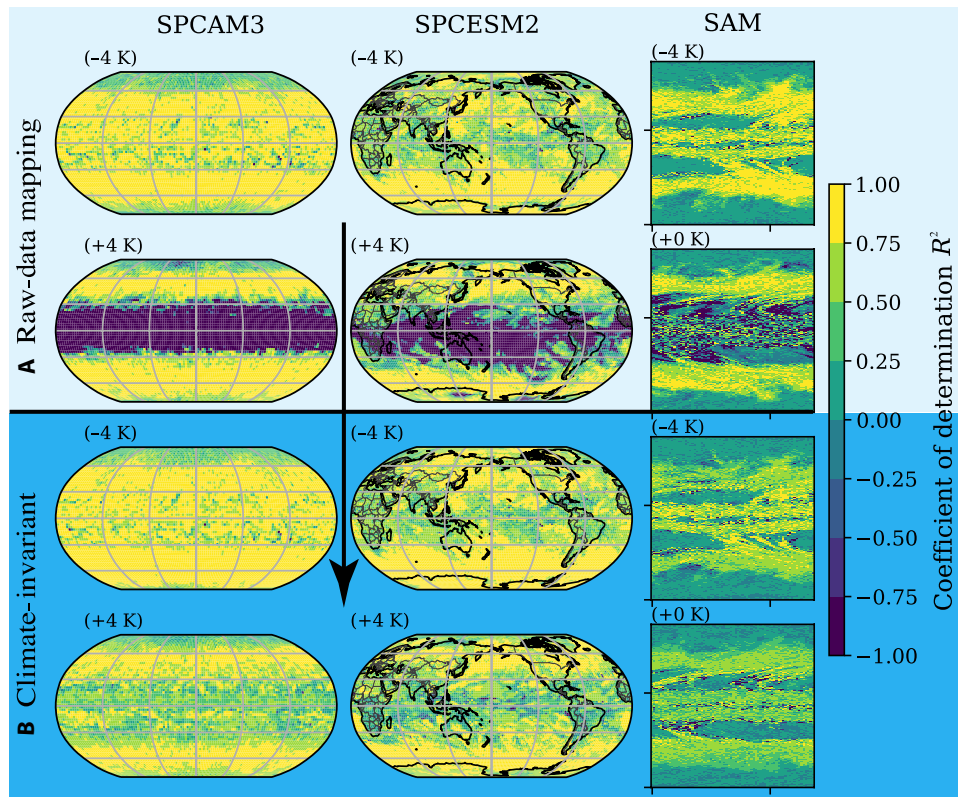 SPCAM3 SPCESM2 SAM
(–4 K) (–4 K) (–4 K)
A Raw-data mapping
(+4 K) (+4 K) (+0 K)
(–4 K) (–4 K) (–4 K)
B Climate-invariant
(+4 K) (+4 K) (+0 K)
1.00
0.75
0.50
0.25
0.00
−0.25
−0.50
−0.75
−1.00
Coefficient of determination R²